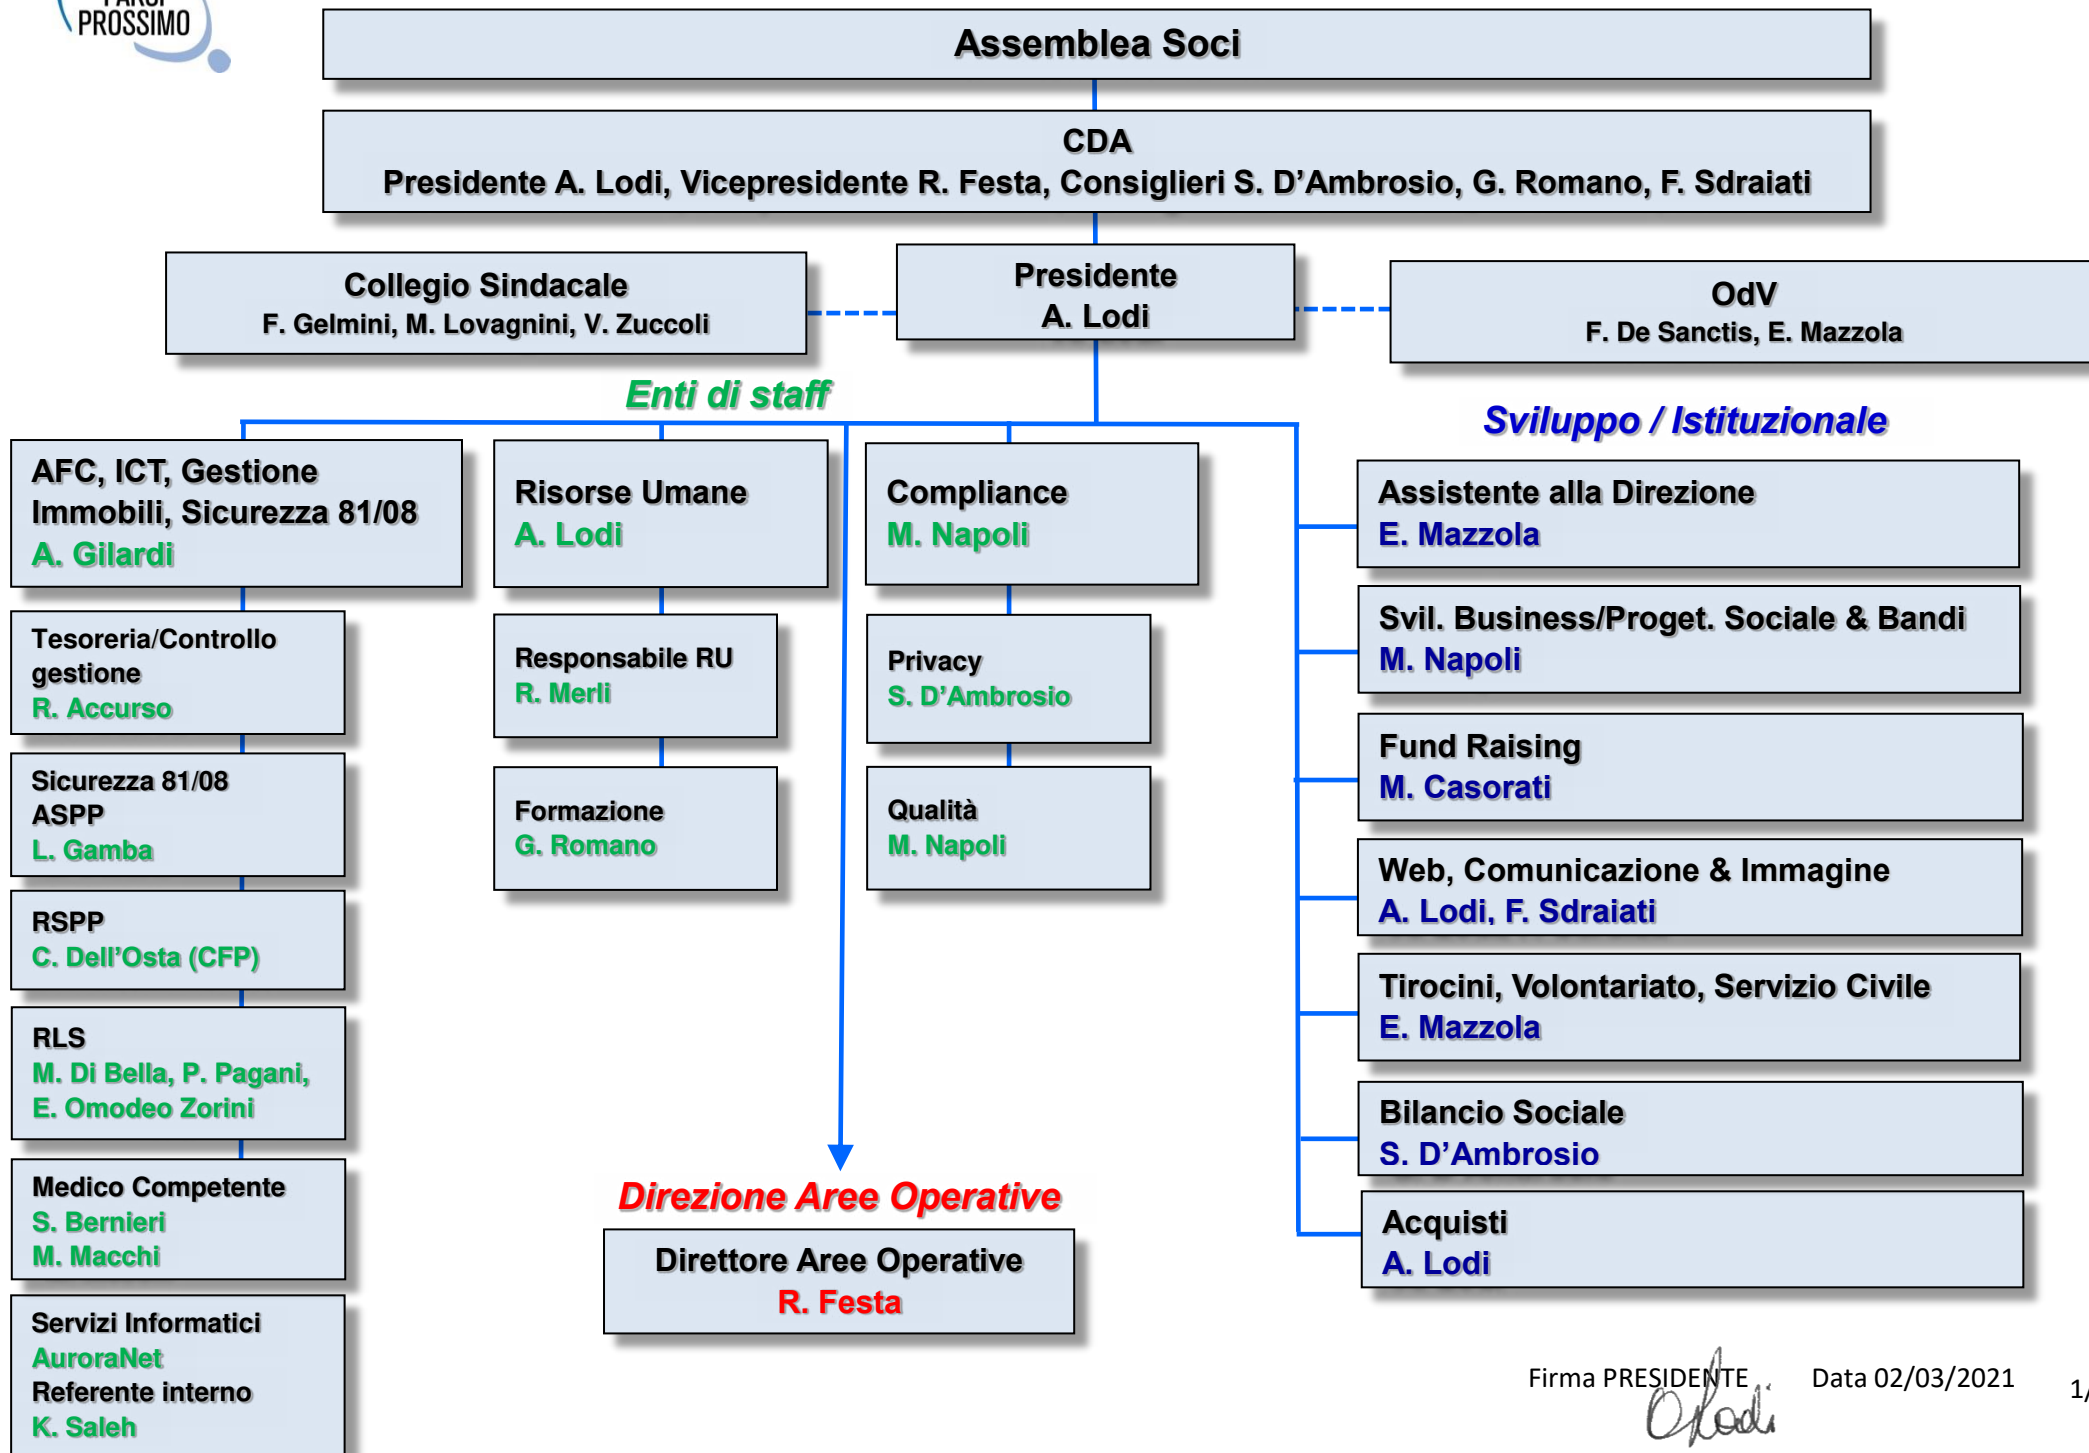 PROSSIMO
Assemblea Soci
CDA
Presidente A. Lodi, Vicepresidente R. Festa, Consiglieri S. D’Ambrosio, G. Romano, F. Sdraiati
Collegio Sindacale
F. Gelmini, M. Lovagnini, V. Zuccoli
Presidente
A. Lodi
OdV
F. De Sanctis, E. Mazzola
Enti di staff
Sviluppo / Istituzionale
AFC, ICT, Gestione
Immobili, Sicurezza 81/08
A. Gilardi
Tesoreria/Controllo
gestione
R. Accurso
Sicurezza 81/08
ASPP
L. Gamba
RSPP
C. Dell’Osta (CFP)
RLS
M. Di Bella, P. Pagani,
E. Omodeo Zorini
Medico Competente
S. Bernieri
M. Macchi
Servizi Informatici
AuroraNet
Referente interno
K. Saleh
Risorse Umane
A. Lodi
Responsabile RU
R. Merli
Formazione
G. Romano
Compliance
M. Napoli
Privacy
S. D’Ambrosio
Qualità
M. Napoli
Direzione Aree Operative
Direttore Aree Operative
R. Festa
Assistente alla Direzione
E. Mazzola
Svil. Business/Proget. Sociale & Bandi
M. Napoli
Fund Raising
M. Casorati
Web, Comunicazione & Immagine
A. Lodi, F. Sdraiati
Tirocini, Volontariato, Servizio Civile
E. Mazzola
Bilancio Sociale
S. D’Ambrosio
Acquisti
A. Lodi
Firma PRESIDENTE Data 02/03/2021
1/